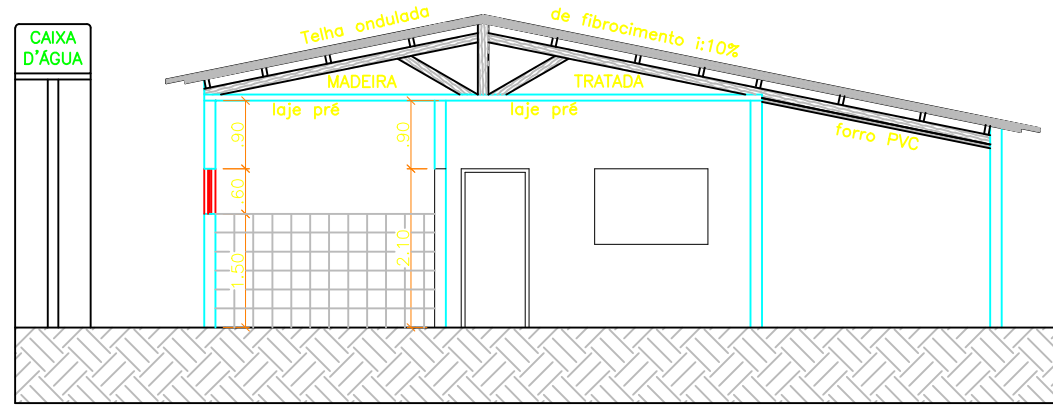 CAIXA
D'ÁGUA
Telha ondulada
de fibrocimento i:10%
MADEIRA
TRATADA
laje pré
laje pré
forro PVC
.90
.90
.60
1.50
2.10